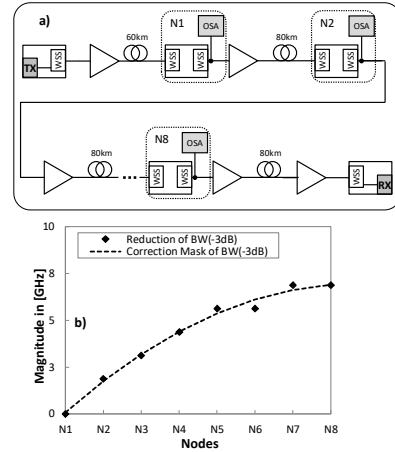 a)
N1
N2
OSA
OSA
60km
80km
TX
WSS
WSS
WSS
WSS
WSS
N8
80km
OSA
80km
WSS
WSS
WSS
RX
Reduction of BW(-3dB)
Correction Mask of BW(-3dB)
b)
Magnitude in [GHz]
10
8
5
3
0
N1 N2 N3 N4 N5 N6 N7 N8
Nodes